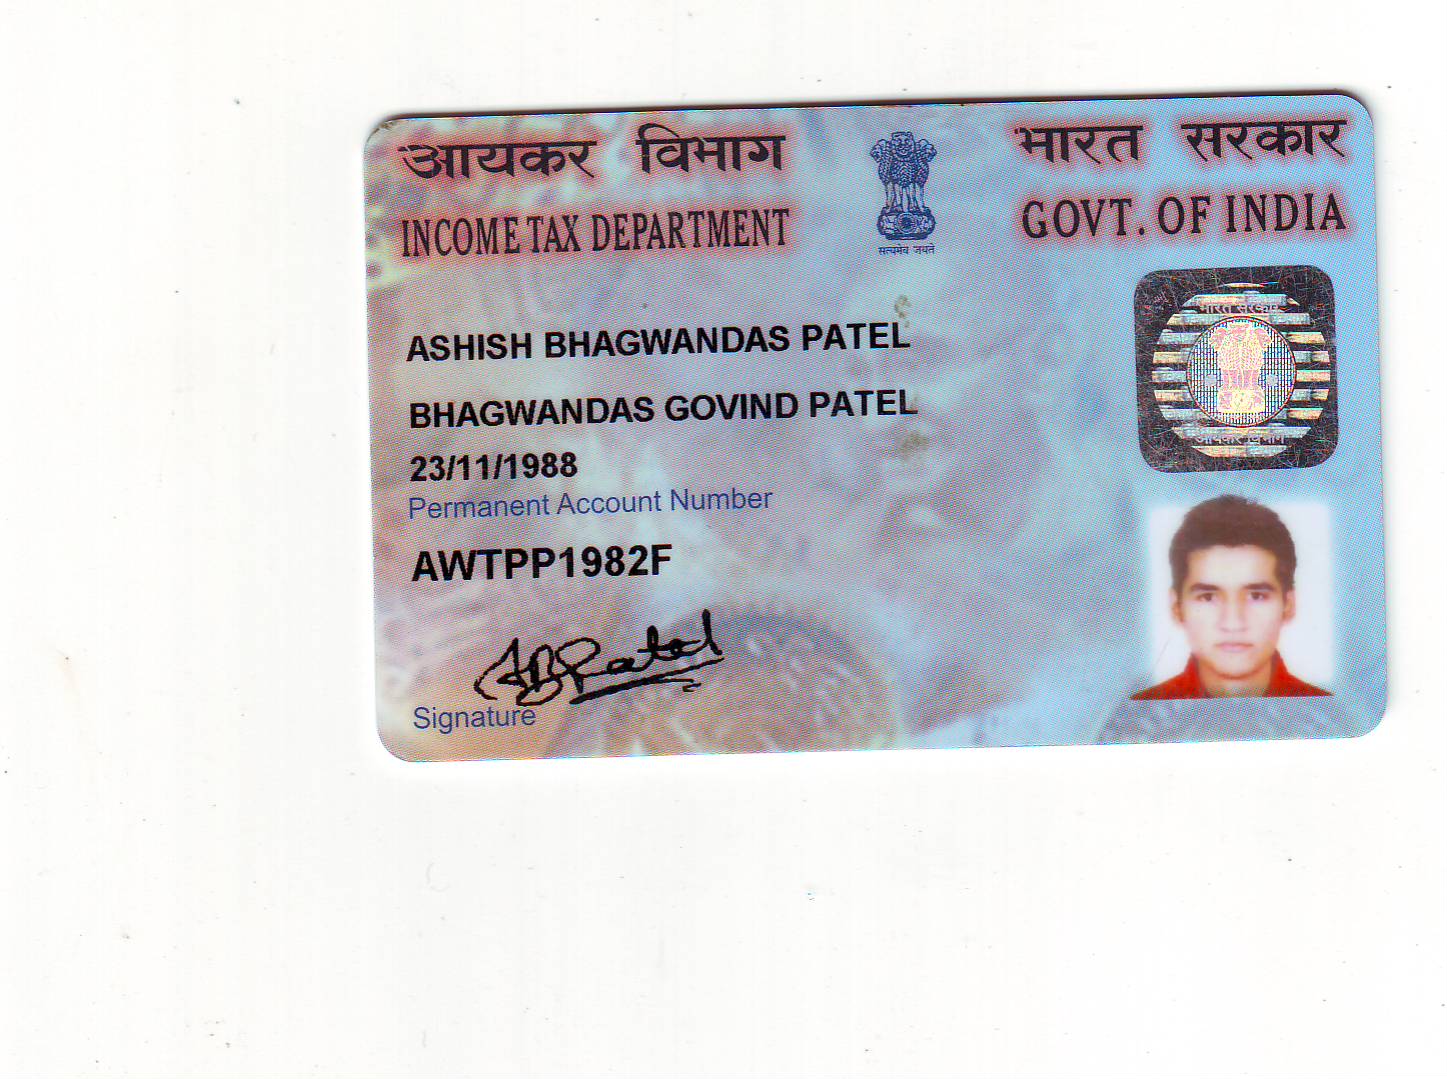 आयकर विभाग
INCOME TAX DEPARTMENT
सत्यमेव जयते
भारत सरकार
GOVT. OF INDIA
ASHISH BHAGWANDAS PATEL
BHAGWANDAS GOVIND PATEL
23/11/1988
Permanent Account Number
AWTPP1982F
ABPatel
Signature
भारत सरकार
आयकर विभाग